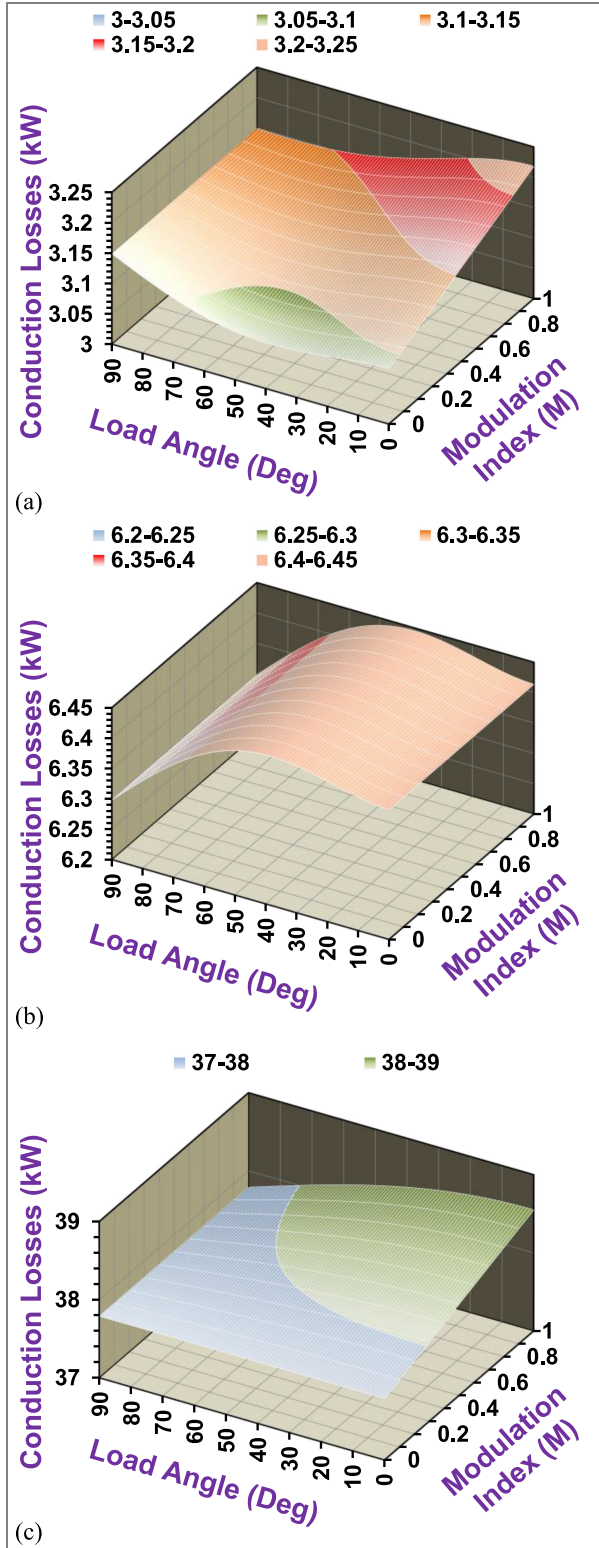 3-3.05 3.05-3.1 3.1-3.15
3.15-3.2 3.2-3.25
Conduction Losses (kW)
3.25
3.2
3.15
3.1
3.05
3
90 80 70 60 50 40 30 20 10 0
Load Angle (Deg)
0 0.2 0.4 0.6 0.8 1
Modulation
Index (M)
(a)
6.2-6.25 6.25-6.3 6.3-6.35
6.35-6.4 6.4-6.45
Conduction Losses (kW)
6.45
6.4
6.35
6.3
6.25
6.2
90 80 70 60 50 40 30 20 10 0
Load Angle (Deg)
0 0.2 0.4 0.6 0.8 1
Modulation
Index (M)
(b)
37-38 38-39
Conduction Losses (kW)
39
38
37
90 80 70 60 50 40 30 20 10 0
Load Angle (Deg)
0 0.2 0.4 0.6 0.8 1
Modulation
Index (M)
(c)